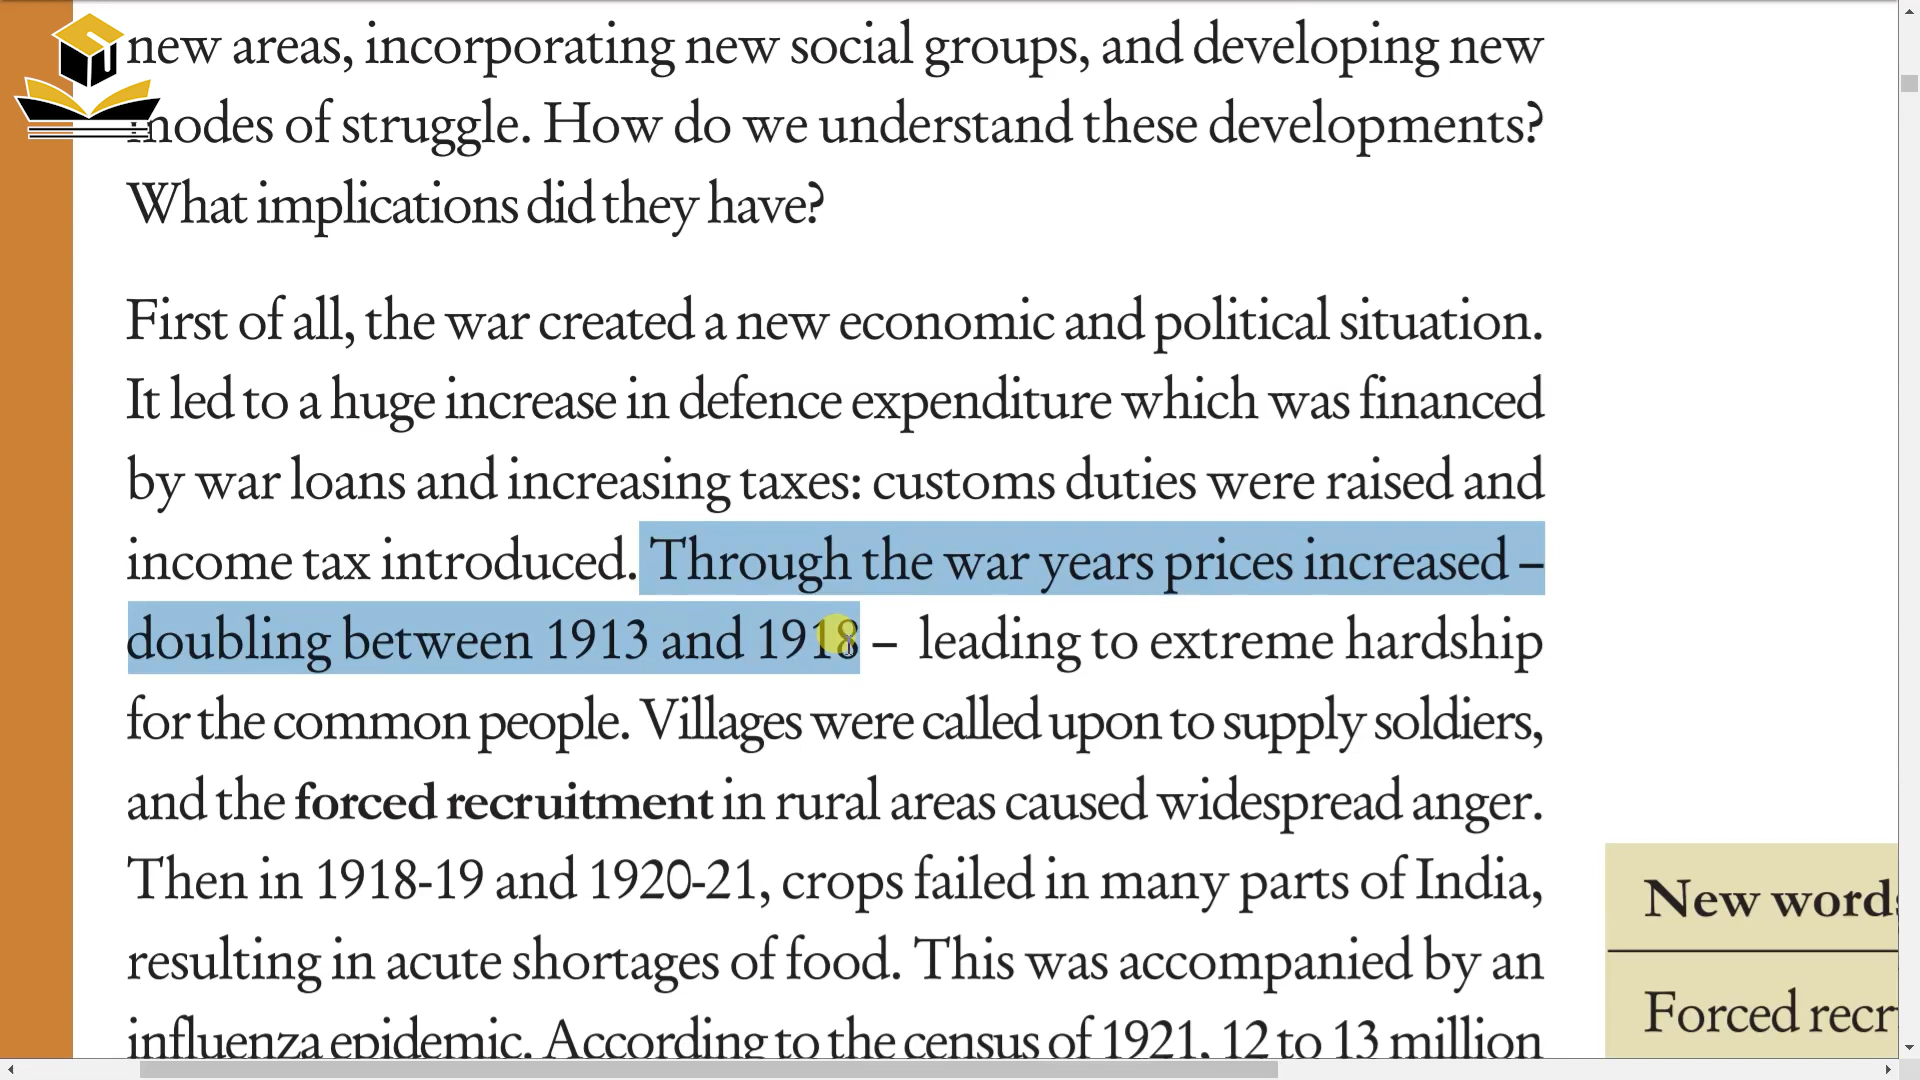 new areas, incorporating new social groups, and developing new
modes of struggle. How do we understand these developments?
What implications did they have?
First of all, the war created a new economic and political situation.
It led to a huge increase in defence expenditure which was financed
by war loans and increasing taxes: customs duties were raised and
income tax introduced. Through the war years prices increased –
doubling between 1913 and 1918 – leading to extreme hardship
for the common people. Villages were called upon to supply soldiers,
and the forced recruitment in rural areas caused widespread anger.
Then in 1918-19 and 1920-21, crops failed in many parts of India,
resulting in acute shortages of food. This was accompanied by an
influenza epidemic. According to the census of 1921, 12 to 13 million
New words
Forced recr